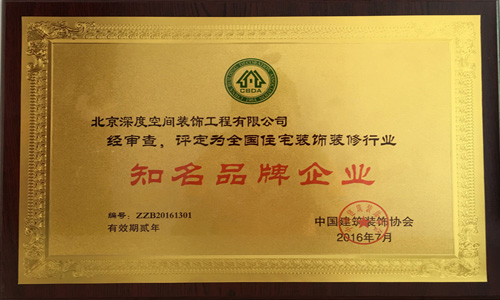 CBDA
北京深度空间装饰工程有限公司
经审查，评定为全国住宅装饰装修行业
知名品牌企业
编号：ZZB20161301
有效期贰年
中国建筑装饰协会
2016年7月